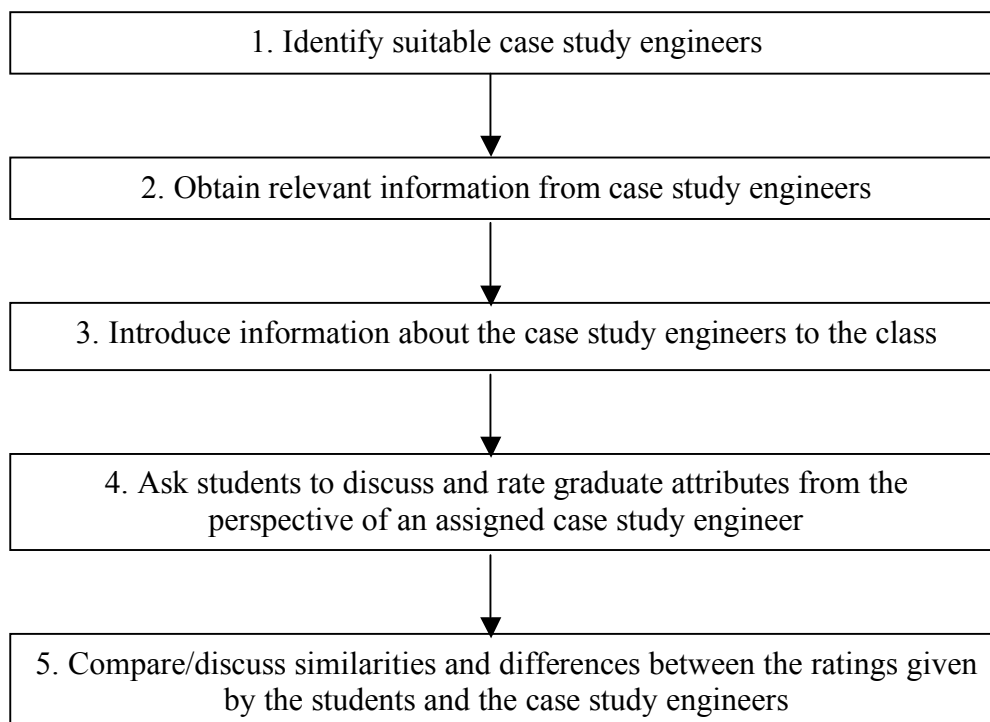 1. Identify suitable case study engineers
2. Obtain relevant information from case study engineers
3. Introduce information about the case study engineers to the class
4. Ask students to discuss and rate graduate attributes from the
perspective of an assigned case study engineer
5. Compare/discuss similarities and differences between the ratings given
by the students and the case study engineers